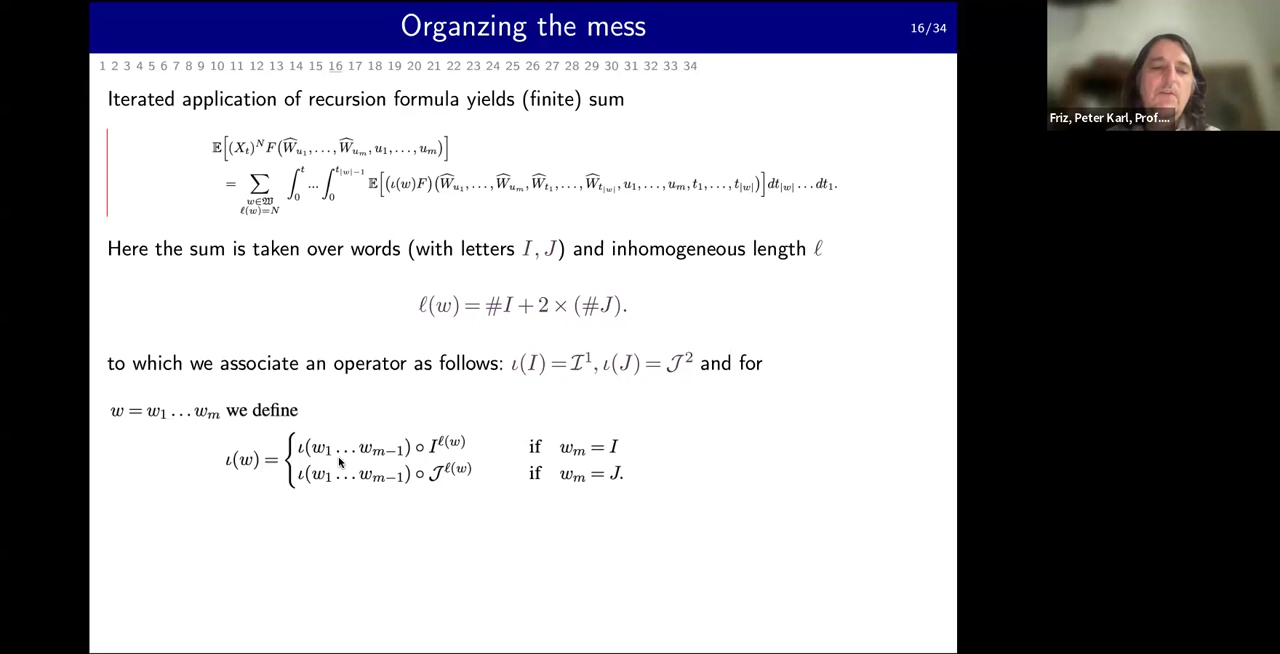 Organzing the mess
16/34
1 2 3 4 5 6 7 8 9 10 11 12 13 14 15 16 17 18 19 20 21 22 23 24 25 26 27 28 29 30 31 32 33 34
Iterated application of recursion formula yields (finite) sum
𝔼[(X_t)^N F(Ŵ_{u_1}, …, Ŵ_{u_m}, u_1, …, u_m)]
= ∑_{w∈𝔚, ℓ(w)=N} ∫_0^t … ∫_0^{t_{|w|−1}} 𝔼[(ι(w)F)(Ŵ_{u_1}, …, Ŵ_{u_m}, Ŵ_{t_1}, …, Ŵ_{t_{|w|}}, u_1, …, u_m, t_1, …, t_{|w|})] dt_{|w|} … dt_1.
Here the sum is taken over words (with letters I, J) and inhomogeneous length ℓ
ℓ(w) = #I + 2 × (#J).
to which we associate an operator as follows: ι(I) = ℐ^1, ι(J) = 𝒥^2 and for
w = w_1 … w_m we define
ι(w) = { ι(w_1 … w_{m−1}) ∘ I^{ℓ(w)} if w_m = I
ι(w_1 … w_{m−1}) ∘ 𝒥^{ℓ(w)} if w_m = J.
Friz, Peter Karl, Prof....